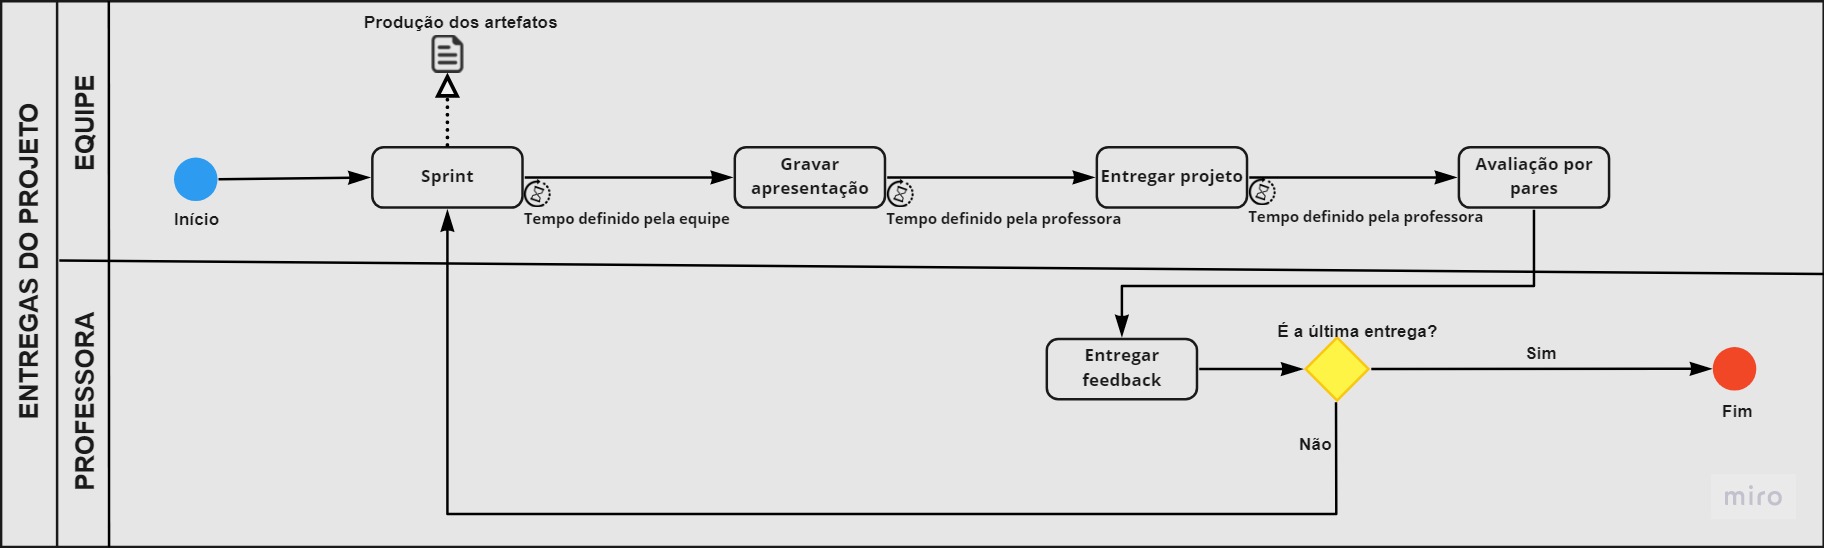 ENTREGAS DO PROJETO
EQUIPE
Produção dos artefatos
Início
Sprint
Tempo definido pela equipe
Gravar
apresentação
Tempo definido pela professora
Entregar projeto
Tempo definido pela professora
Avaliação por
pares
PROFESSORA
Entregar
feedback
É a última entrega?
Sim
Não
Fim
miro